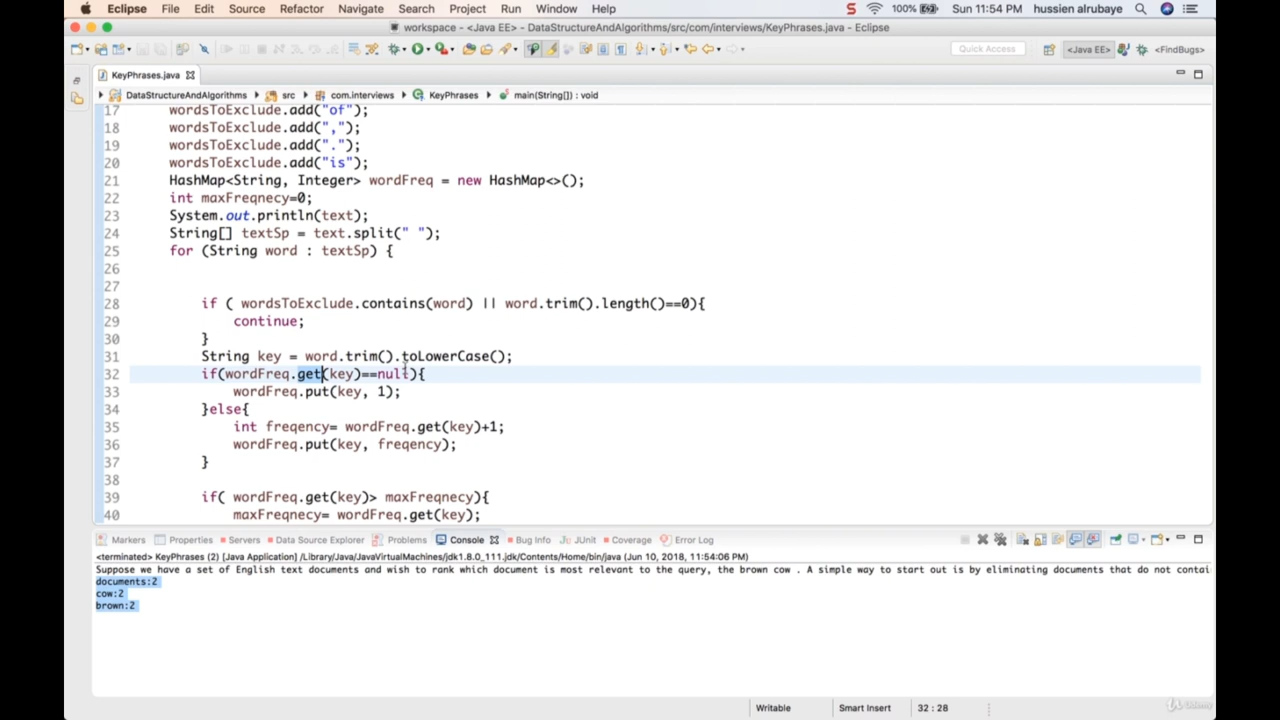 Eclipse File Edit Source Refactor Navigate Search Project Run Window Help S 100% Sun 11:54 PM hussien alrubaye
workspace - <Java EE> - DataStructureAndAlgorithms/src/com/interviews/KeyPhrases.java - Eclipse
Quick Access <Java EE> <FindBugs>
KeyPhrases.java
DataStructureAndAlgorithms src com.interviews KeyPhrases main(String[]) : void
17 wordsToExclude.add("of");
18 wordsToExclude.add(",");
19 wordsToExclude.add(".");
20 wordsToExclude.add("is");
21 HashMap<String, Integer> wordFreq = new HashMap<>();
22 int maxFreqnecy=0;
23 System.out.println(text);
24 String[] textSp = text.split(" ");
25 for (String word : textSp) {
26
27
28 if ( wordsToExclude.contains(word) || word.trim().length()==0){
29 continue;
30 }
31 String key = word.trim().toLowerCase();
32 if(wordFreq.get(key)==null){
33 wordFreq.put(key, 1);
34 }else{
35 int freqency= wordFreq.get(key)+1;
36 wordFreq.put(key, freqency);
37 }
38
39 if( wordFreq.get(key)> maxFreqnecy){
40 maxFreqnecy= wordFreq.get(key);
Markers Properties Servers Data Source Explorer Problems Console Bug Info JUnit Coverage Error Log
<terminated> KeyPhrases (2) [Java Application] /Library/Java/JavaVirtualMachines/jdk1.8.0_111.jdk/Contents/Home/bin/java (Jun 10, 2018, 11:54:06 PM)
Suppose we have a set of English text documents and wish to rank which document is most relevant to the query, the brown cow . A simple way to start out is by eliminating documents that do not contai
documents:2
cow:2
brown:2
Writable Smart Insert 32 : 28
Udemy